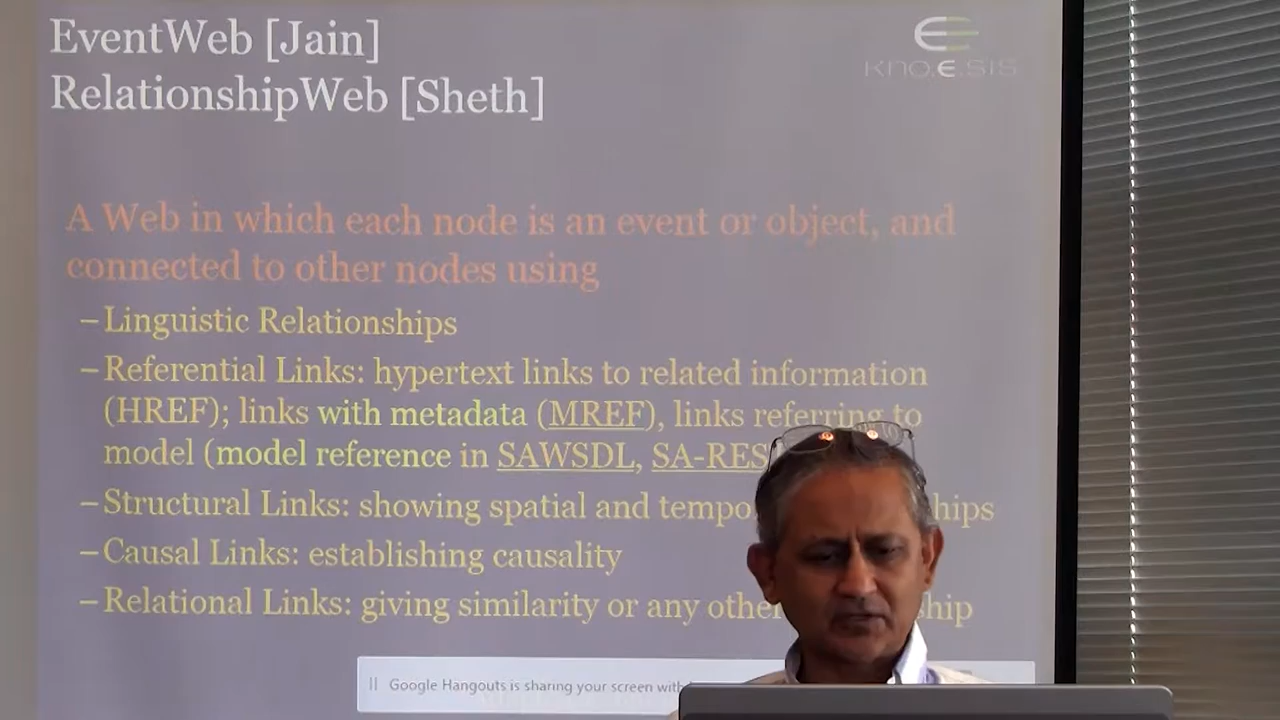 EventWeb [Jain]
RelationshipWeb [Sheth]
kno.e.sis
A Web in which each node is an event or object, and
connected to other nodes using
–Linguistic Relationships
–Referential Links: hypertext links to related information
(HREF); links with metadata (MREF), links referring to
model (model reference in SAWSDL, SA-RES
–Structural Links: showing spatial and tempo ships
–Causal Links: establishing causality
–Relational Links: giving similarity or any other ship
Google Hangouts is sharing your screen with